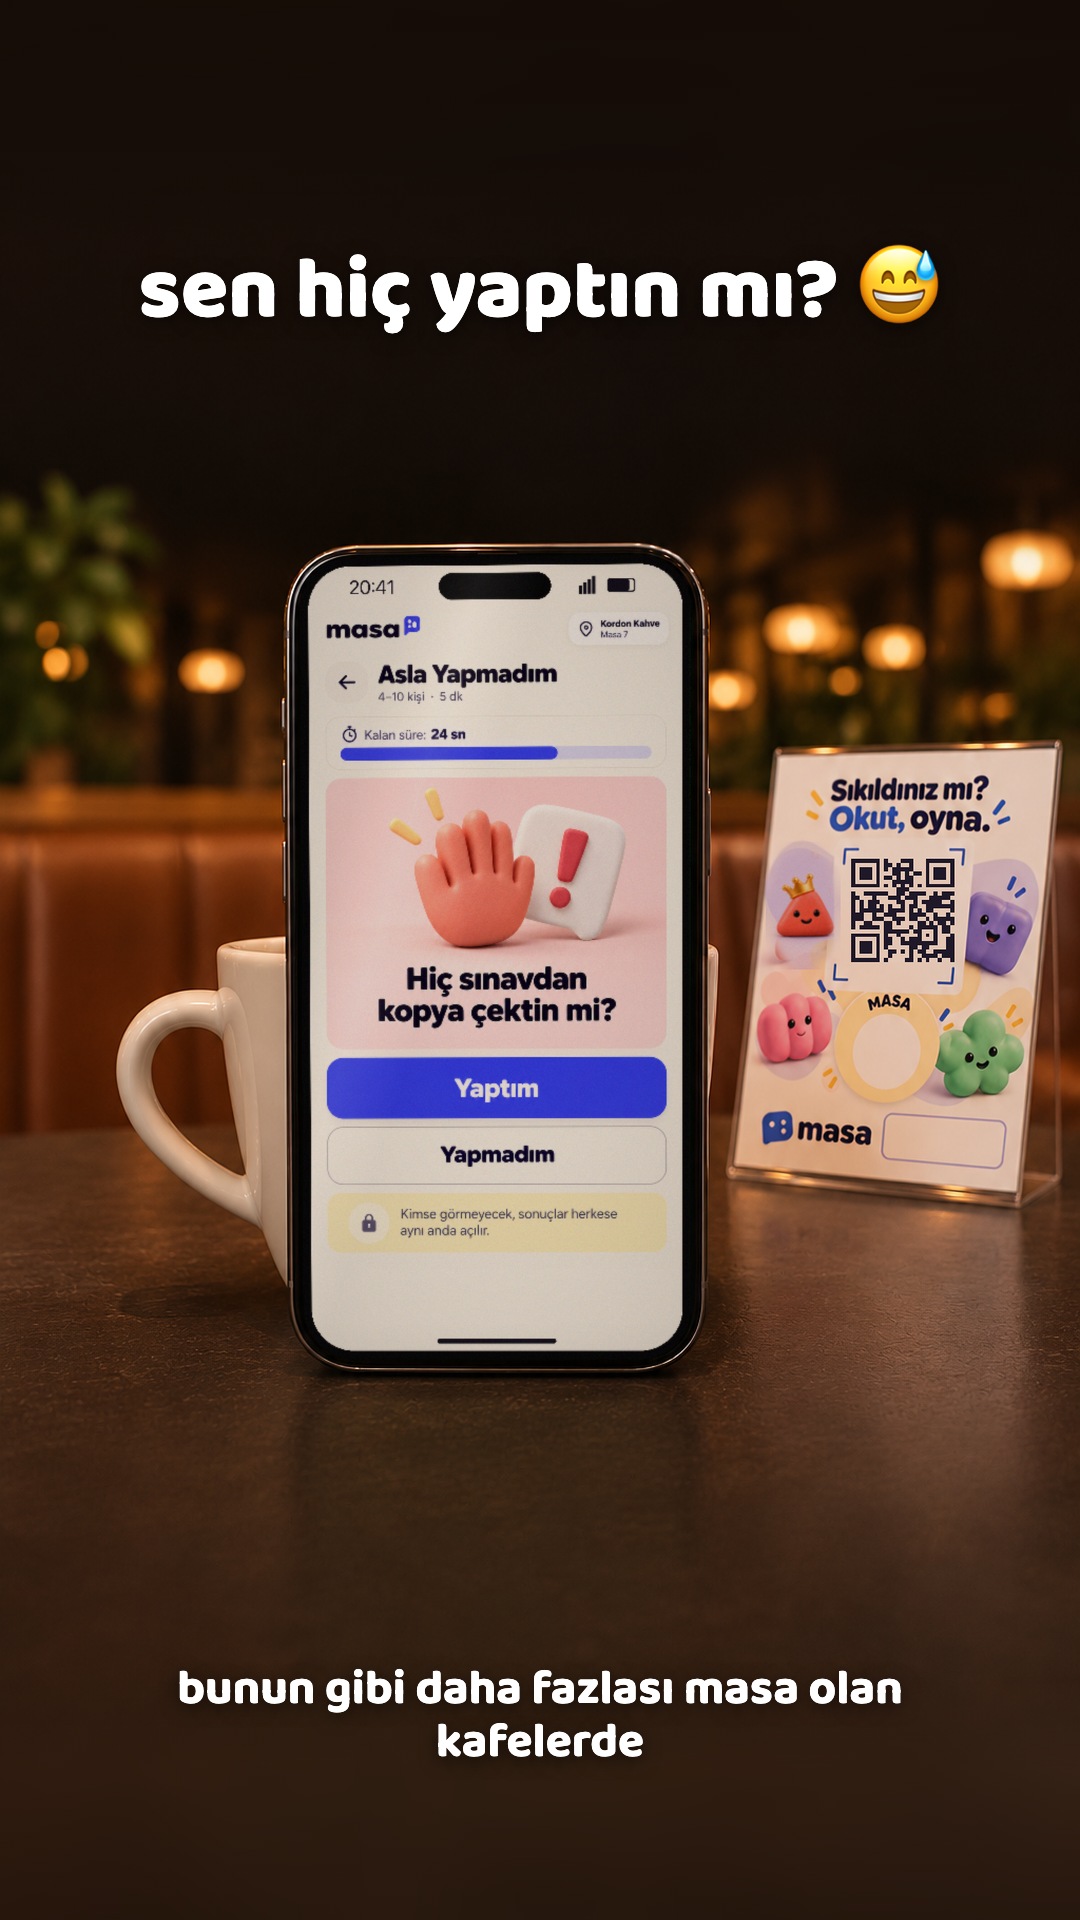 sen hiç yaptın mı? 😅
20:41
masa
Kordon Kahve
Masa 7
Asla Yapmadım
4–10 kişi · 5 dk
Kalan süre: 24 sn
Hiç sınavdan
kopya çektin mi?
Yaptım
Yapmadım
Kimse görmeyecek, sonuçlar herkese
aynı anda açılır.
Sıkıldınız mı?
Okut, oyna.
MASA
masa
bunun gibi daha fazlası masa olan
kafelerde